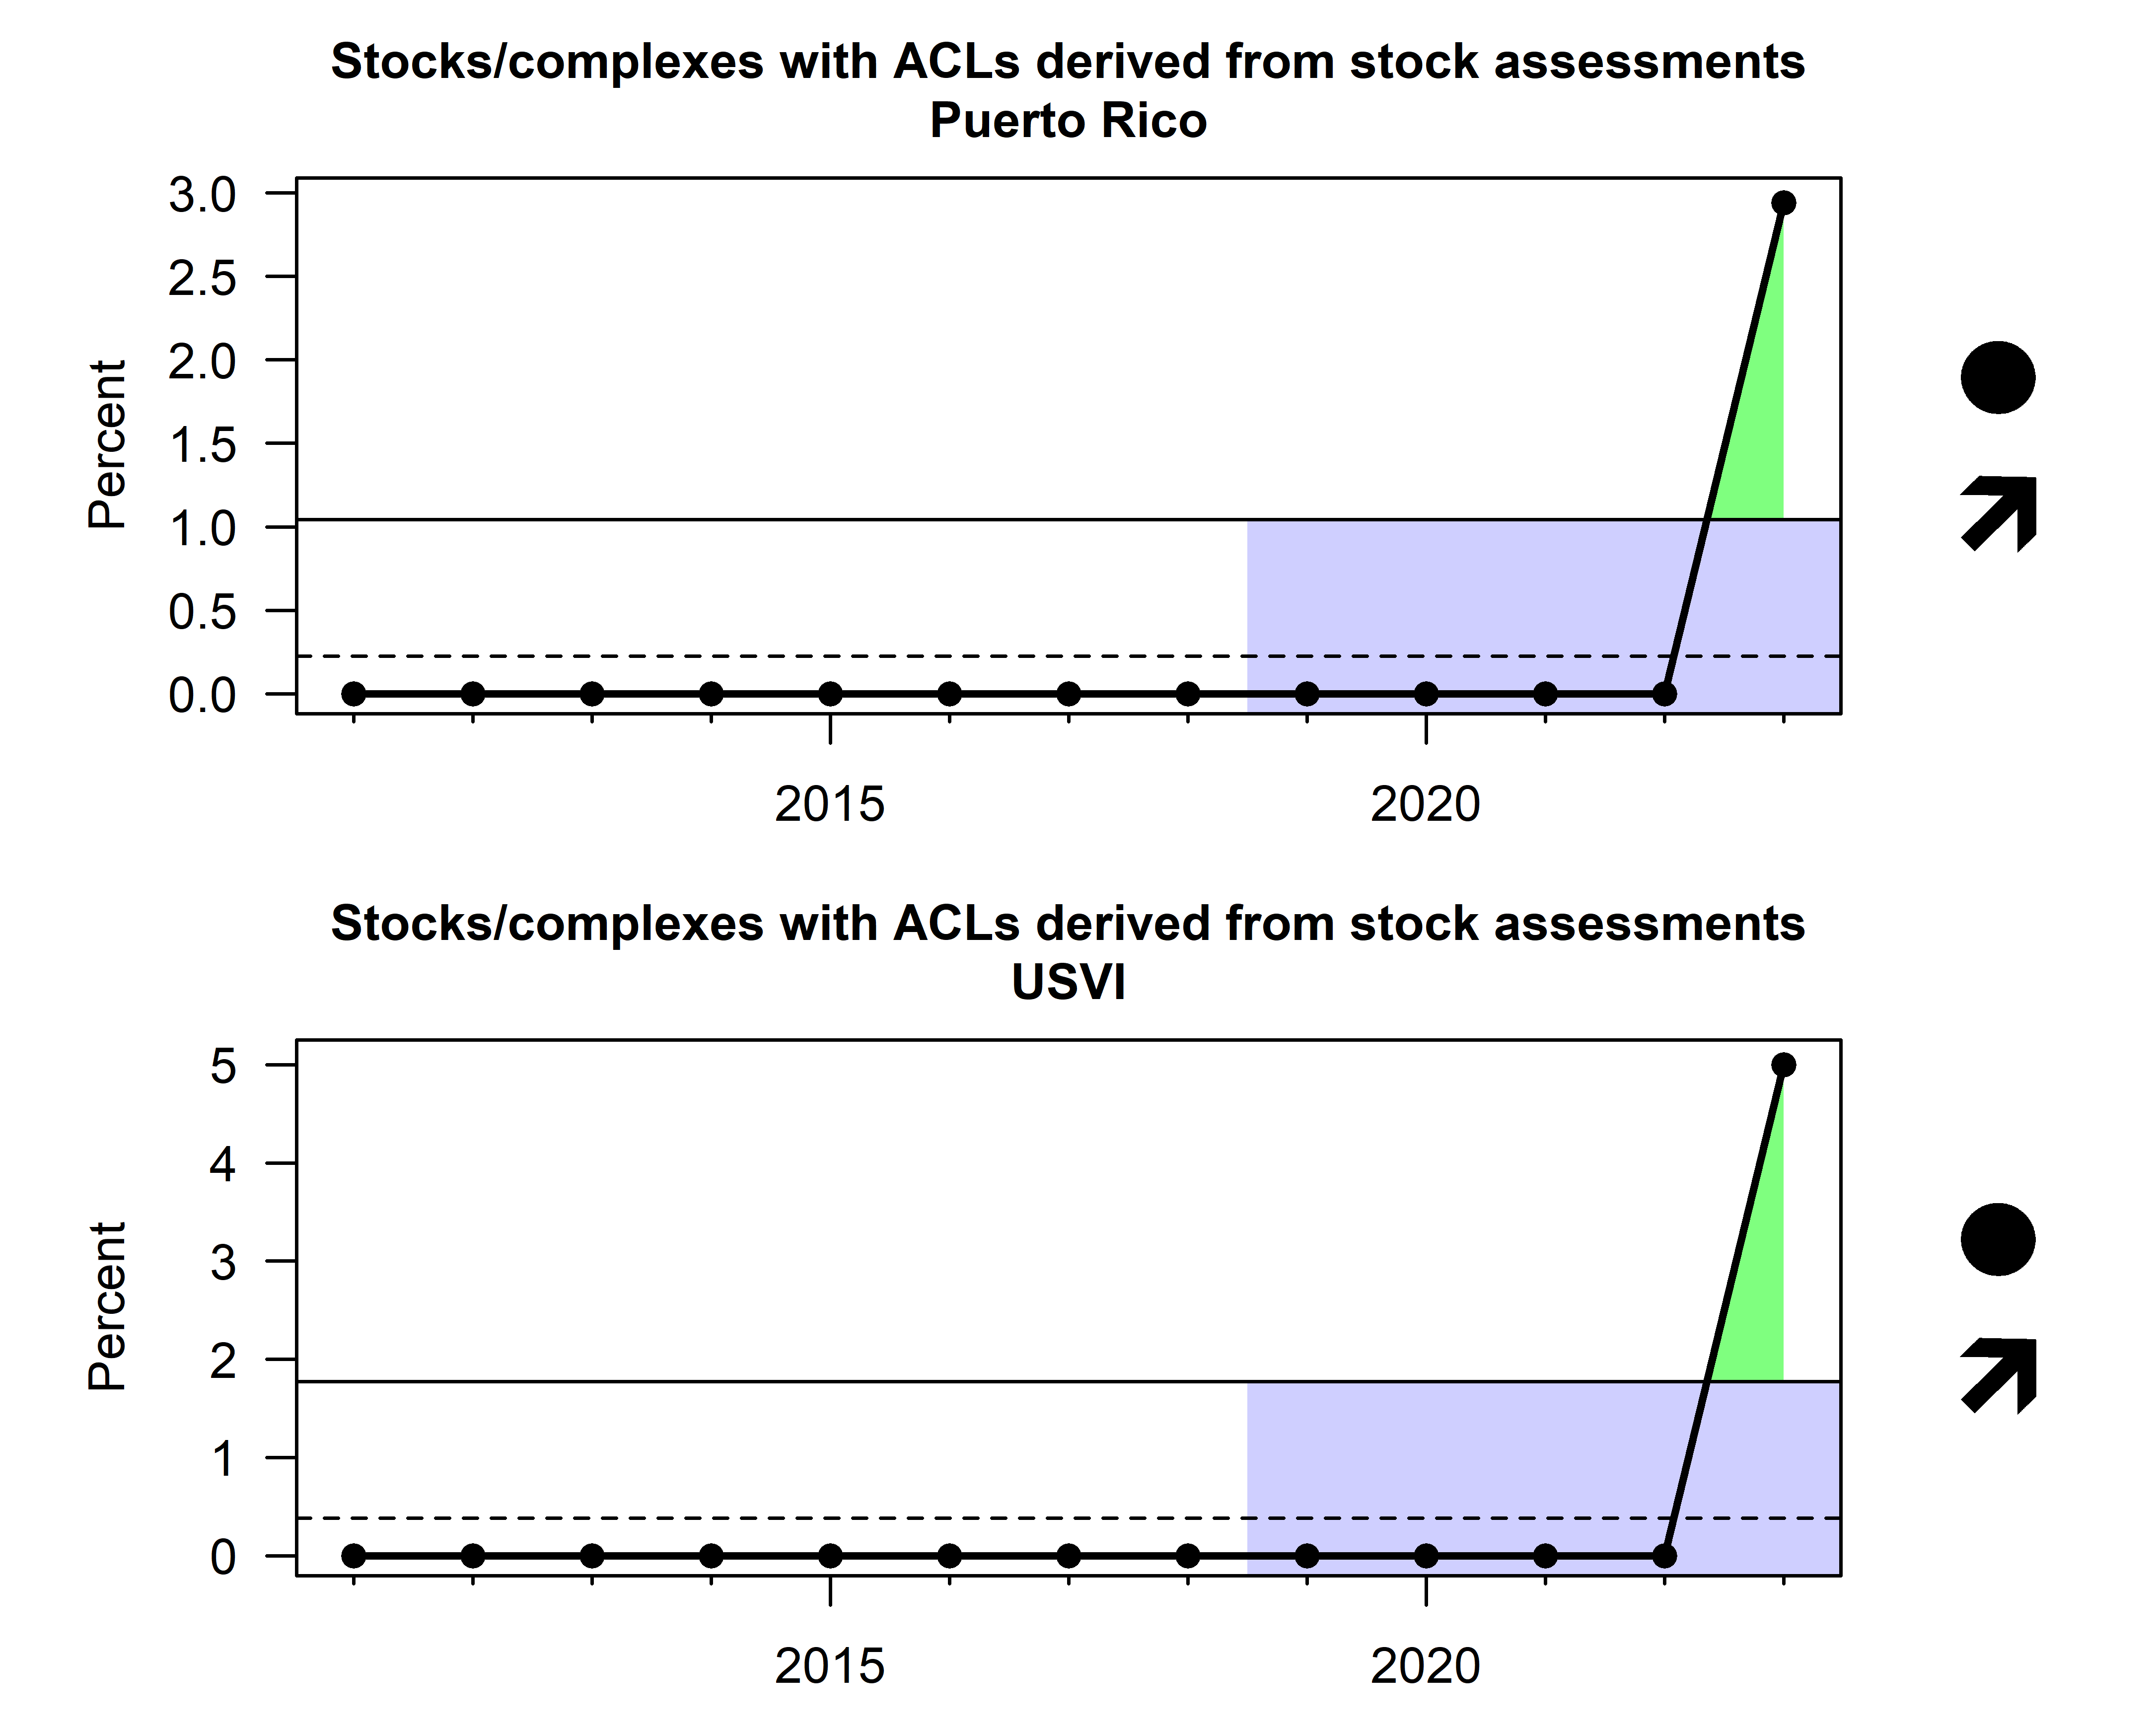 Stocks/complexes with ACLs derived from stock assessments
Puerto Rico
Percent
3.0
2.5
2.0
1.5
1.0
0.5
0.0
2015 2020
Stocks/complexes with ACLs derived from stock assessments
USVI
Percent
5
4
3
2
1
0
2015 2020